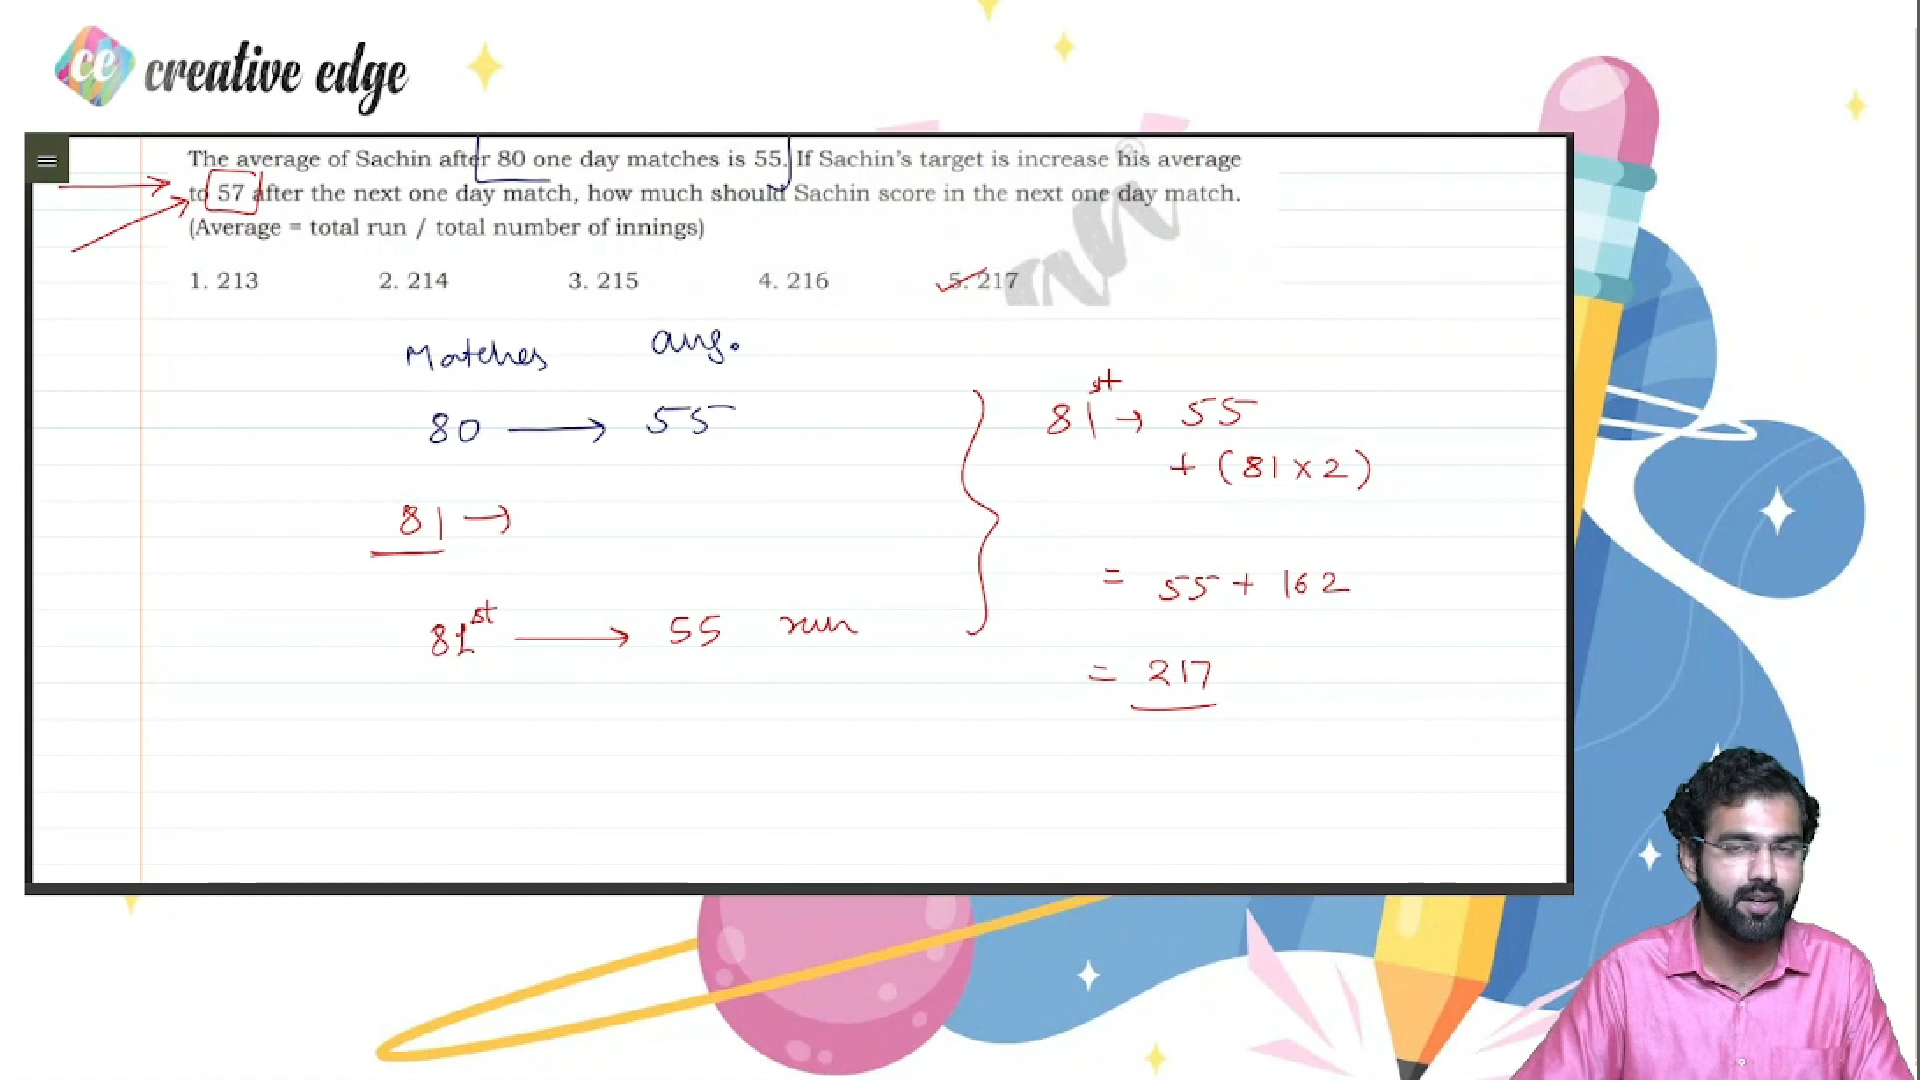 ce creative edge
The average of Sachin after 80 one day matches is 55. If Sachin's target is increase his average
to 57 after the next one day match, how much should Sachin score in the next one day match.
(Average = total run / total number of innings)
1. 213 2. 214 3. 215 4. 216 5. 217
Matches avg.
80 → 55
81 →
81st → 55 run
81st → 55
+ (81 x 2)
= 55 + 162
= 217